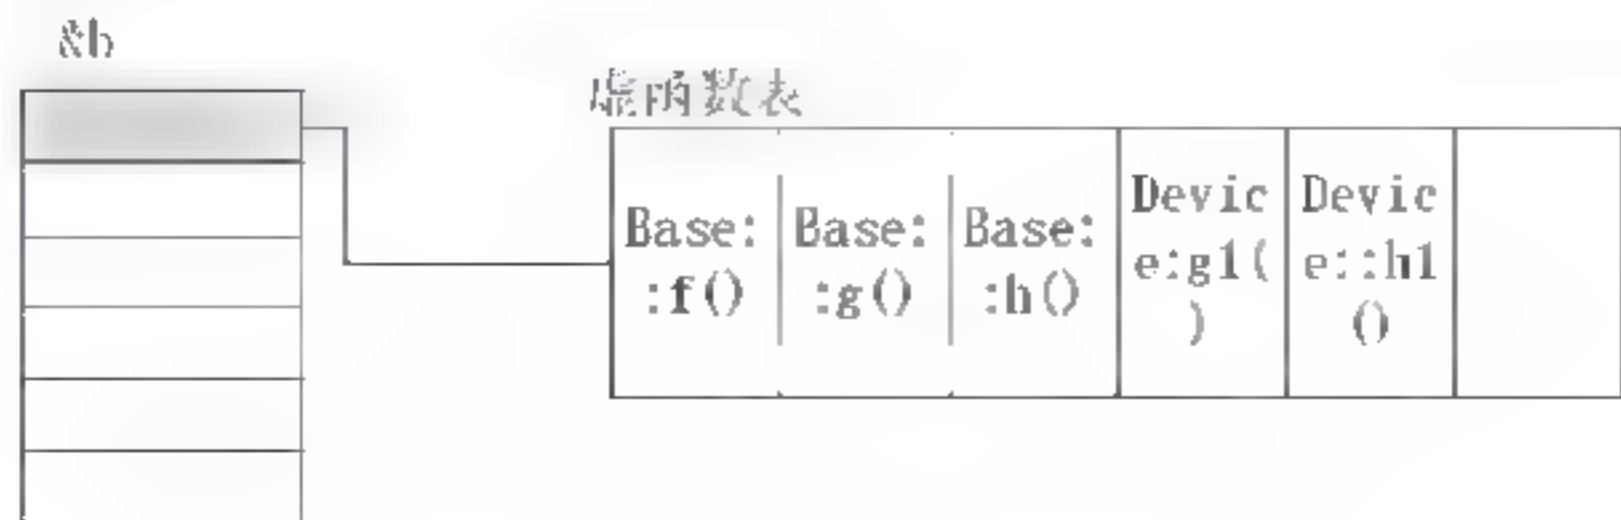 &b
虚函数表
Base:
:f()
Base:
:g()
Base:
:h()
Devic
e:g1(
)
Devic
e::h1
()